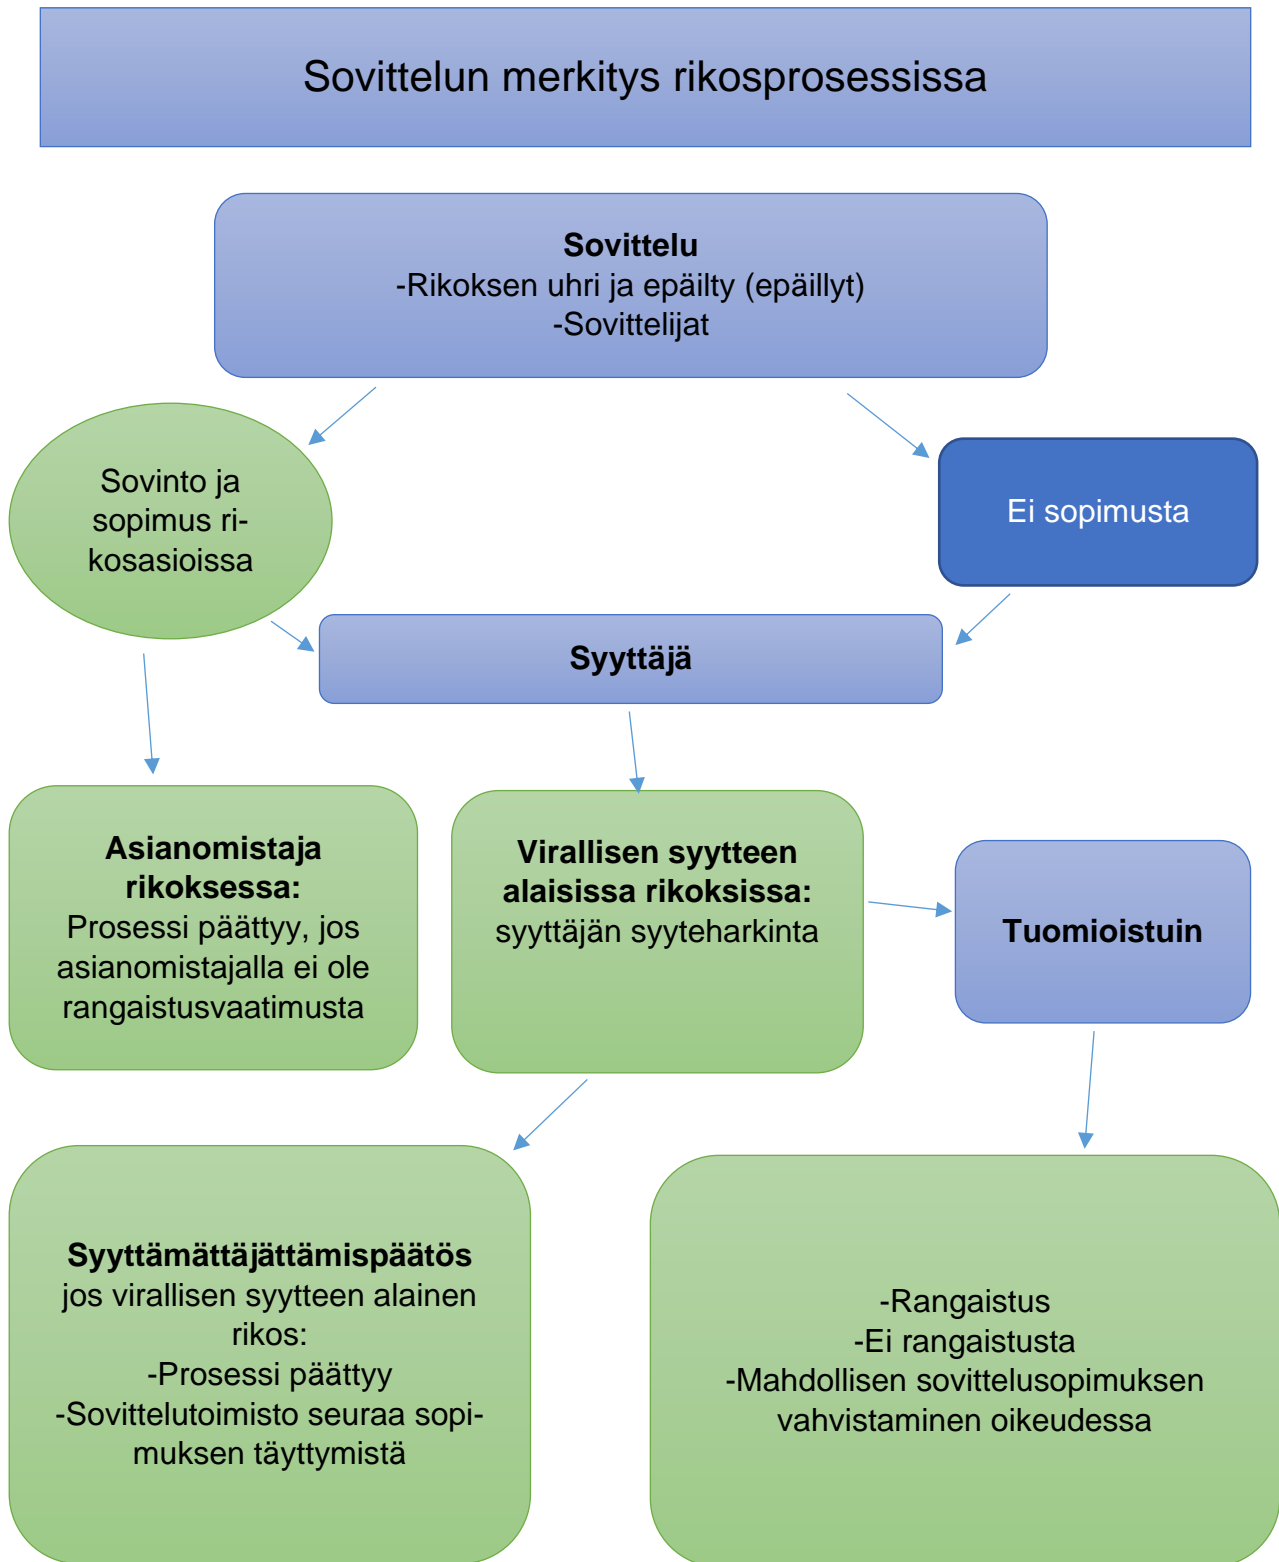 Sovittelun merkitys rikosprosessissa
Sovittelu
-Rikoksen uhri ja epäilty (epäillyt)
-Sovittelijat
Sovinto ja
sopimus ri-
kosasioissa
Ei sopimusta
Syyttäjä
Asianomistaja
rikoksessa:
Prosessi päättyy, jos
asianomistajalla ei ole
rangaistusvaatimusta
Virallisen syytteen
alaisissa rikoksissa:
syyttäjän syyteharkinta
Tuomioistuin
Syyttämättäjättämispäätös
jos virallisen syytteen alainen
rikos:
-Prosessi päättyy
-Sovittelutoimisto seuraa sopi-
muksen täyttymistä
-Rangaistus
-Ei rangaistusta
-Mahdollisen sovittelusopimuksen
vahvistaminen oikeudessa